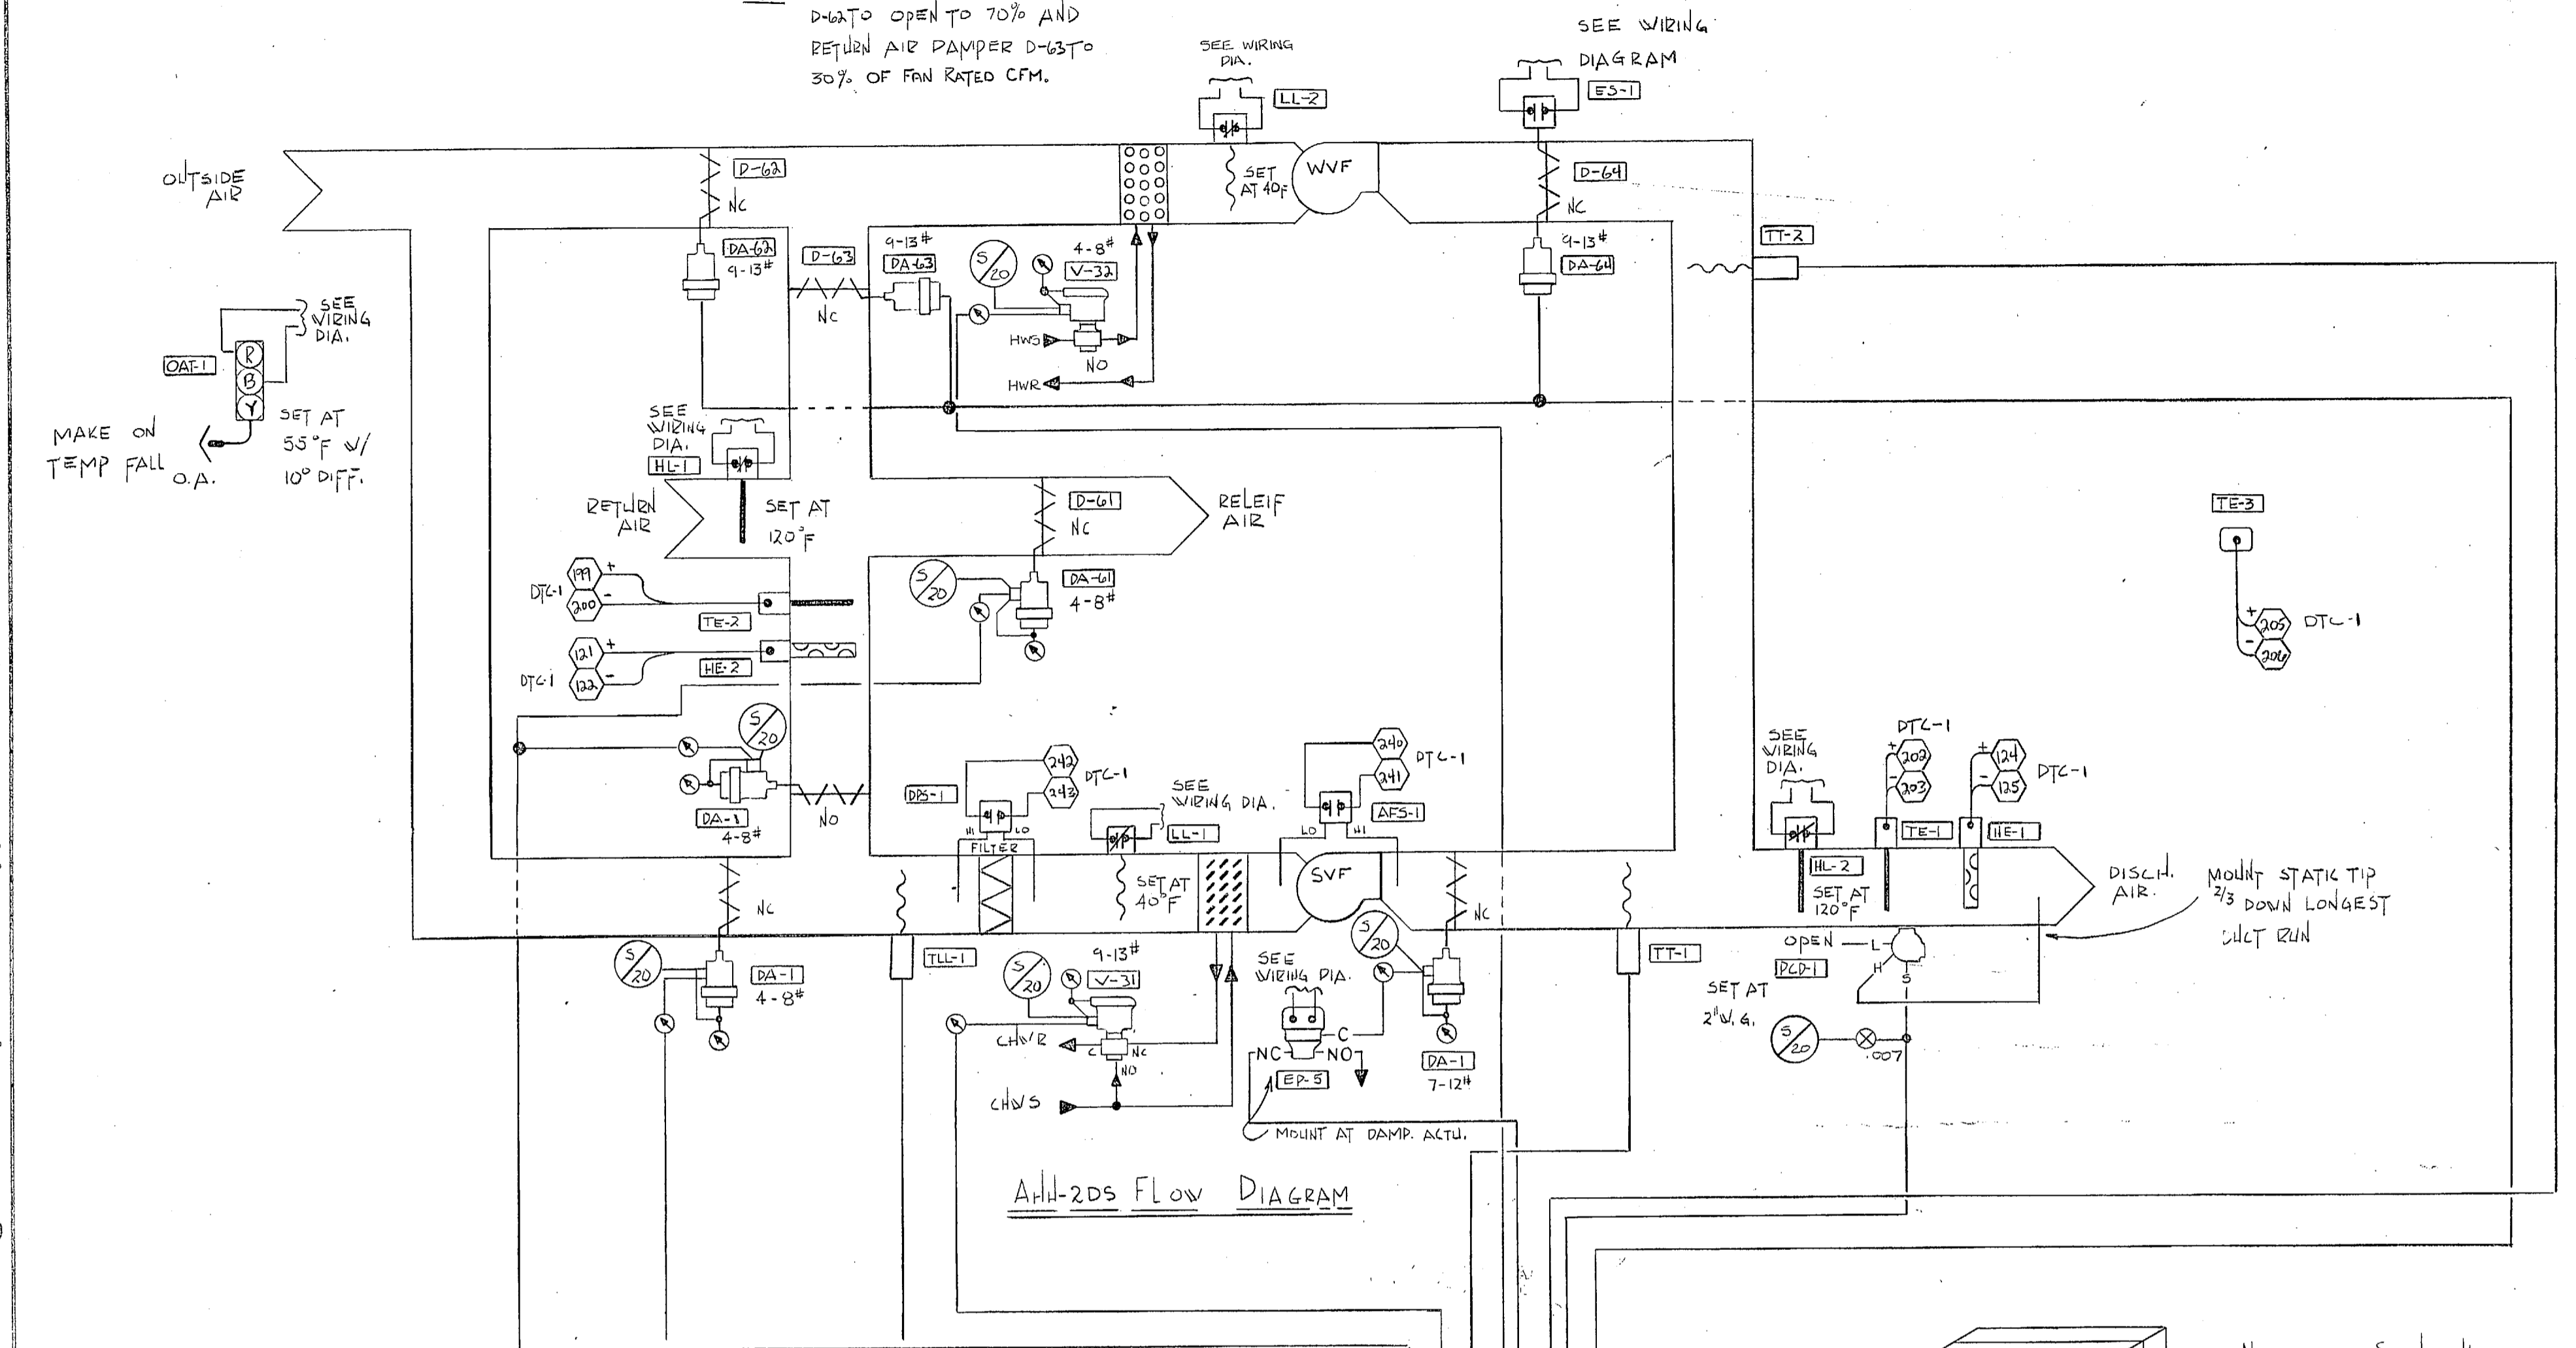 D-62 TO OPEN TO 70% AND
RETURN AIR DAMPER D-63 TO
30% OF FAN RATED CFM.
SEE WIRING
DIA.
LL-2
SEE WIRING
DIAGRAM
ES-1
OUTSIDE
AIR
D-62
NC
SET
AT 40F
WVF
D-64
NC
DA-62
9-13#
D-63
NC
9-13#
DA-63
S/20
4-8#
V-32
HWS
NO
HWR
9-13#
DA-64
TT-2
SEE
WIRING
DIA.
OAT-1
R
B
Y
MAKE ON
TEMP FALL
O.A.
SET AT
55°F W/
10° DIFF.
SEE
WIRING
DIA.
HL-1
RETURN
AIR
SET AT
120°F
D-61
NC
RELEIF
AIR
S/20
DA-61
4-8#
TE-3
+
205
-
206
DTC-1
DTC-1
199
+
200
-
TE-2
DTC-1
121
+
122
-
HE-2
S/20
DA-1
4-8#
NO
242
243
DTC-1
DPS-1
HI
LO
FILTER
SEE
WIRING DIA.
LL-1
240
241
DTC-1
AFS-1
LO
HI
SEE
WIRING
DIA.
DTC-1
+
202
-
203
+
124
-
125
DTC-1
TE-1
HE-1
HL-2
SET AT
120°F
DISCH.
AIR.
MOUNT STATIC TIP
2/3 DOWN LONGEST
DUCT RUN
NC
SET AT
40°F
SVF
NC
S/20
DA-1
4-8#
TLL-1
S/20
9-13#
V-31
CHWR
C
NC
NO
CHWS
SEE
WIRING DIA.
S/20
C
NC
NO
EP-5
DA-1
7-12#
MOUNT AT DAMP. ACTU.
TT-1
OPEN
L
H
S
PCD-1
SET AT
2" W.G.
S/20
.007
AHU-2DS FLOW DIAGRAM